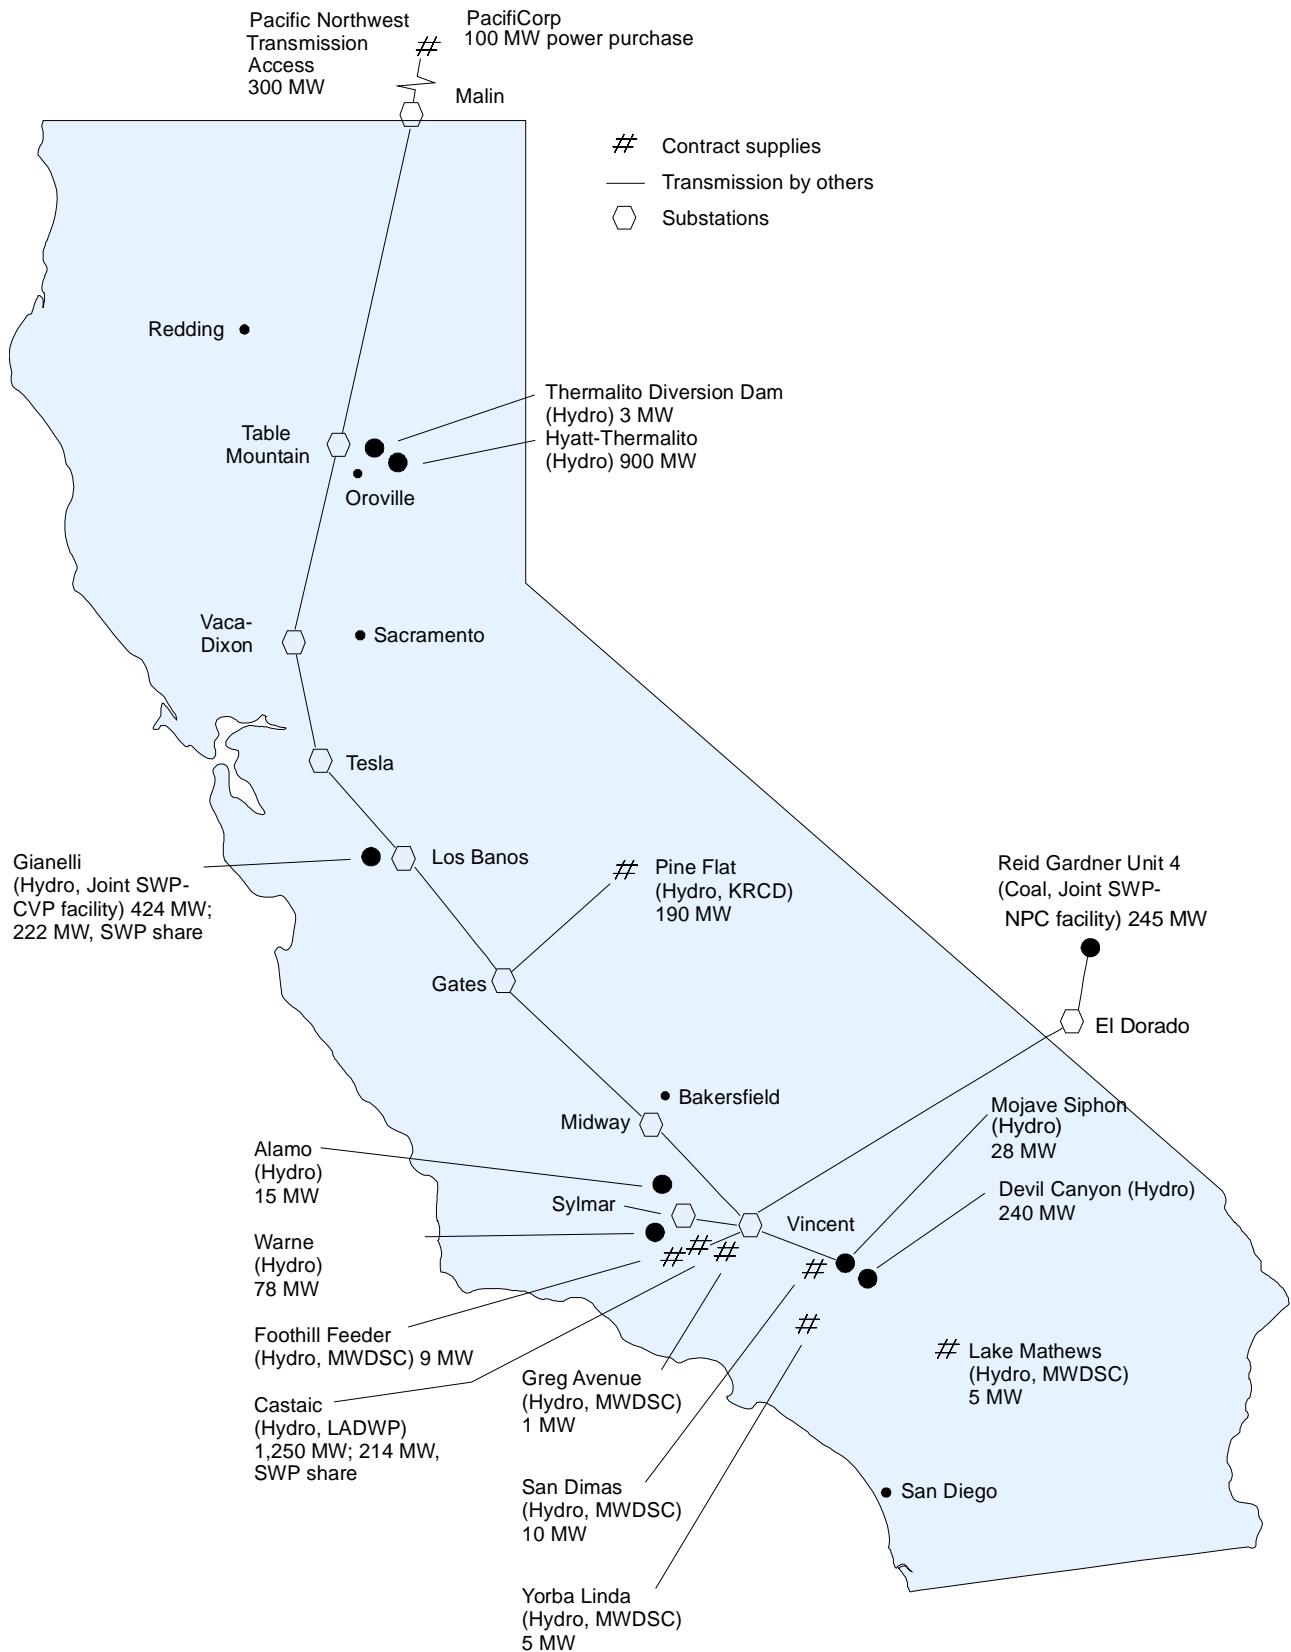 Pacific Northwest
Transmission
Access
300 MW
PacifiCorp
100 MW power purchase
Malin
Contract supplies
Transmission by others
Substations
Redding
Thermalito Diversion Dam
(Hydro) 3 MW
Hyatt-Thermalito
(Hydro) 900 MW
Table
Mountain
Oroville
Vaca-
Dixon
Sacramento
Tesla
Gianelli
(Hydro, Joint SWP-
CVP facility) 424 MW;
222 MW, SWP share
Los Banos
Pine Flat
(Hydro, KRCD)
190 MW
Reid Gardner Unit 4
(Coal, Joint SWP-
NPC facility) 245 MW
Gates
El Dorado
Bakersfield
Midway
Mojave Siphon
(Hydro)
28 MW
Alamo
(Hydro)
15 MW
Sylmar
Vincent
Devil Canyon (Hydro)
240 MW
Warne
(Hydro)
78 MW
Foothill Feeder
(Hydro, MWDSC) 9 MW
Castaic
(Hydro, LADWP)
1,250 MW; 214 MW,
SWP share
Greg Avenue
(Hydro, MWDSC)
1 MW
Lake Mathews
(Hydro, MWDSC)
5 MW
San Dimas
(Hydro, MWDSC)
10 MW
San Diego
Yorba Linda
(Hydro, MWDSC)
5 MW